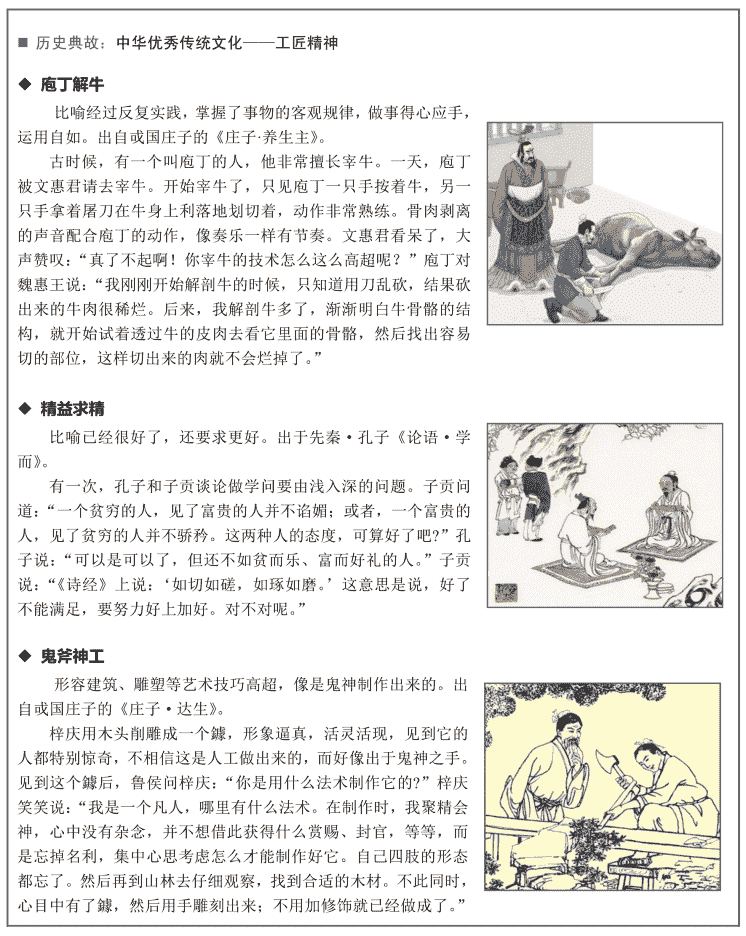 ■ 历史典故：中华优秀传统文化——工匠精神
◆ 庖丁解牛
比喻经过反复实践，掌握了事物的客观规律，做事得心应手，
运用自如。出自或国庄子的《庄子·养生主》。
古时候，有一个叫庖丁的人，他非常擅长宰牛。一天，庖丁
被文惠君请去宰牛。开始宰牛了，只见庖丁一只手按着牛，另一
只手拿着屠刀在牛身上利落地划切着，动作非常熟练。骨肉剥离
的声音配合庖丁的动作，像奏乐一样有节奏。文惠君看呆了，大
声赞叹：“真了不起啊！你宰牛的技术怎么这么高超呢？”庖丁对
魏惠王说：“我刚刚开始解剖牛的时候，只知道用刀乱砍，结果砍
出来的牛肉很稀烂。后来，我解剖牛多了，渐渐明白牛骨骼的结
构，就开始试着透过牛的皮肉去看它里面的骨骼，然后找出容易
切的部位，这样切出来的肉就不会烂掉了。”
◆ 精益求精
比喻已经很好了，还要求更好。出于先秦·孔子《论语·学
而》。
有一次，孔子和子贡谈论做学问要由浅入深的问题。子贡问
道：“一个贫穷的人，见了富贵的人并不谄媚；或者，一个富贵的
人，见了贫穷的人并不骄矜。这两种人的态度，可算好了吧?”孔
子说：“可以是可以了，但还不如贫而乐、富而好礼的人。”子贡
说：“《诗经》上说：‘如切如磋，如琢如磨。’这意思是说，好了
不能满足，要努力好上加好。对不对呢。”
◆ 鬼斧神工
形容建筑、雕塑等艺术技巧高超，像是鬼神制作出来的。出
自或国庄子的《庄子·达生》。
梓庆用木头削雕成一个鐻，形象逼真，活灵活现，见到它的
人都特别惊奇，不相信这是人工做出来的，而好像出于鬼神之手。
见到这个鐻后，鲁侯问梓庆：“你是用什么法术制作它的?”梓庆
笑笑说：“我是一个凡人，哪里有什么法术。在制作时，我聚精会
神，心中没有杂念，并不想借此获得什么赏赐、封官，等等，而
是忘掉名利，集中心思考虑怎么才能制作好它。自己四肢的形态
都忘了。然后再到山林去仔细观察，找到合适的木材。不此同时，
心目中有了鐻，然后用手雕刻出来；不用加修饰就已经做成了。”